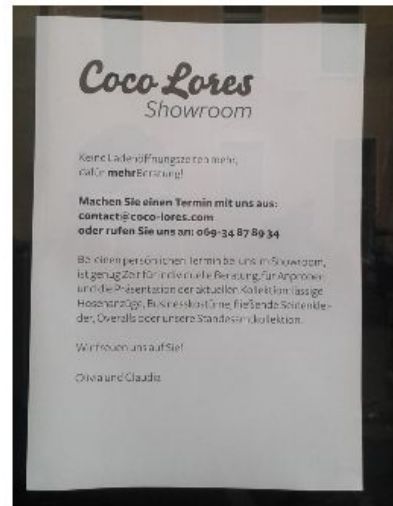 Coco Lores
Showroom
Keine Ladenöffnungszeiten mehr,
dafür mehr Beratung!
Machen Sie einen Termin mit uns aus:
contact@coco-lores.com
oder rufen Sie uns an: 069-34 87 89 34
Bei einen persönlichen Termin bei uns im Showroom,
ist genug Zeit für individuelle Beratung, für Anproben
und die Präsentation der aktuellen Kollektion: lässige
Hosenanzüge, Businesskostüme, fließende Seidenklei-
der, Overalls oder unsere Standesamtkollektion.
Wir freuen uns auf Sie!
Olivia und Claudia